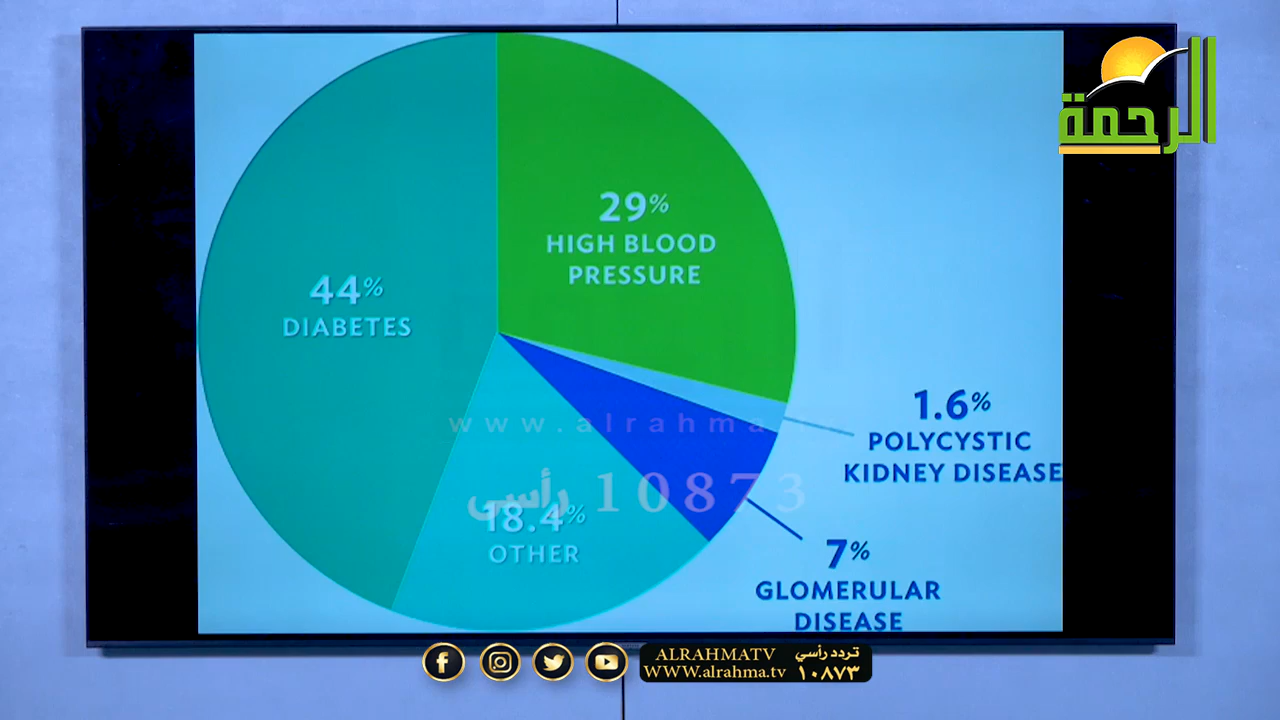 الرحمة
29%
HIGH BLOOD
PRESSURE
44%
DIABETES
1.6%
POLYCYSTIC
KIDNEY DISEASE
www.alrahma
10873 رأسي
18.4%
OTHER
7%
GLOMERULAR
DISEASE
ALRAHMATV
WWW.alrahma.tv
تردد رأسي
١٠٨٧٣